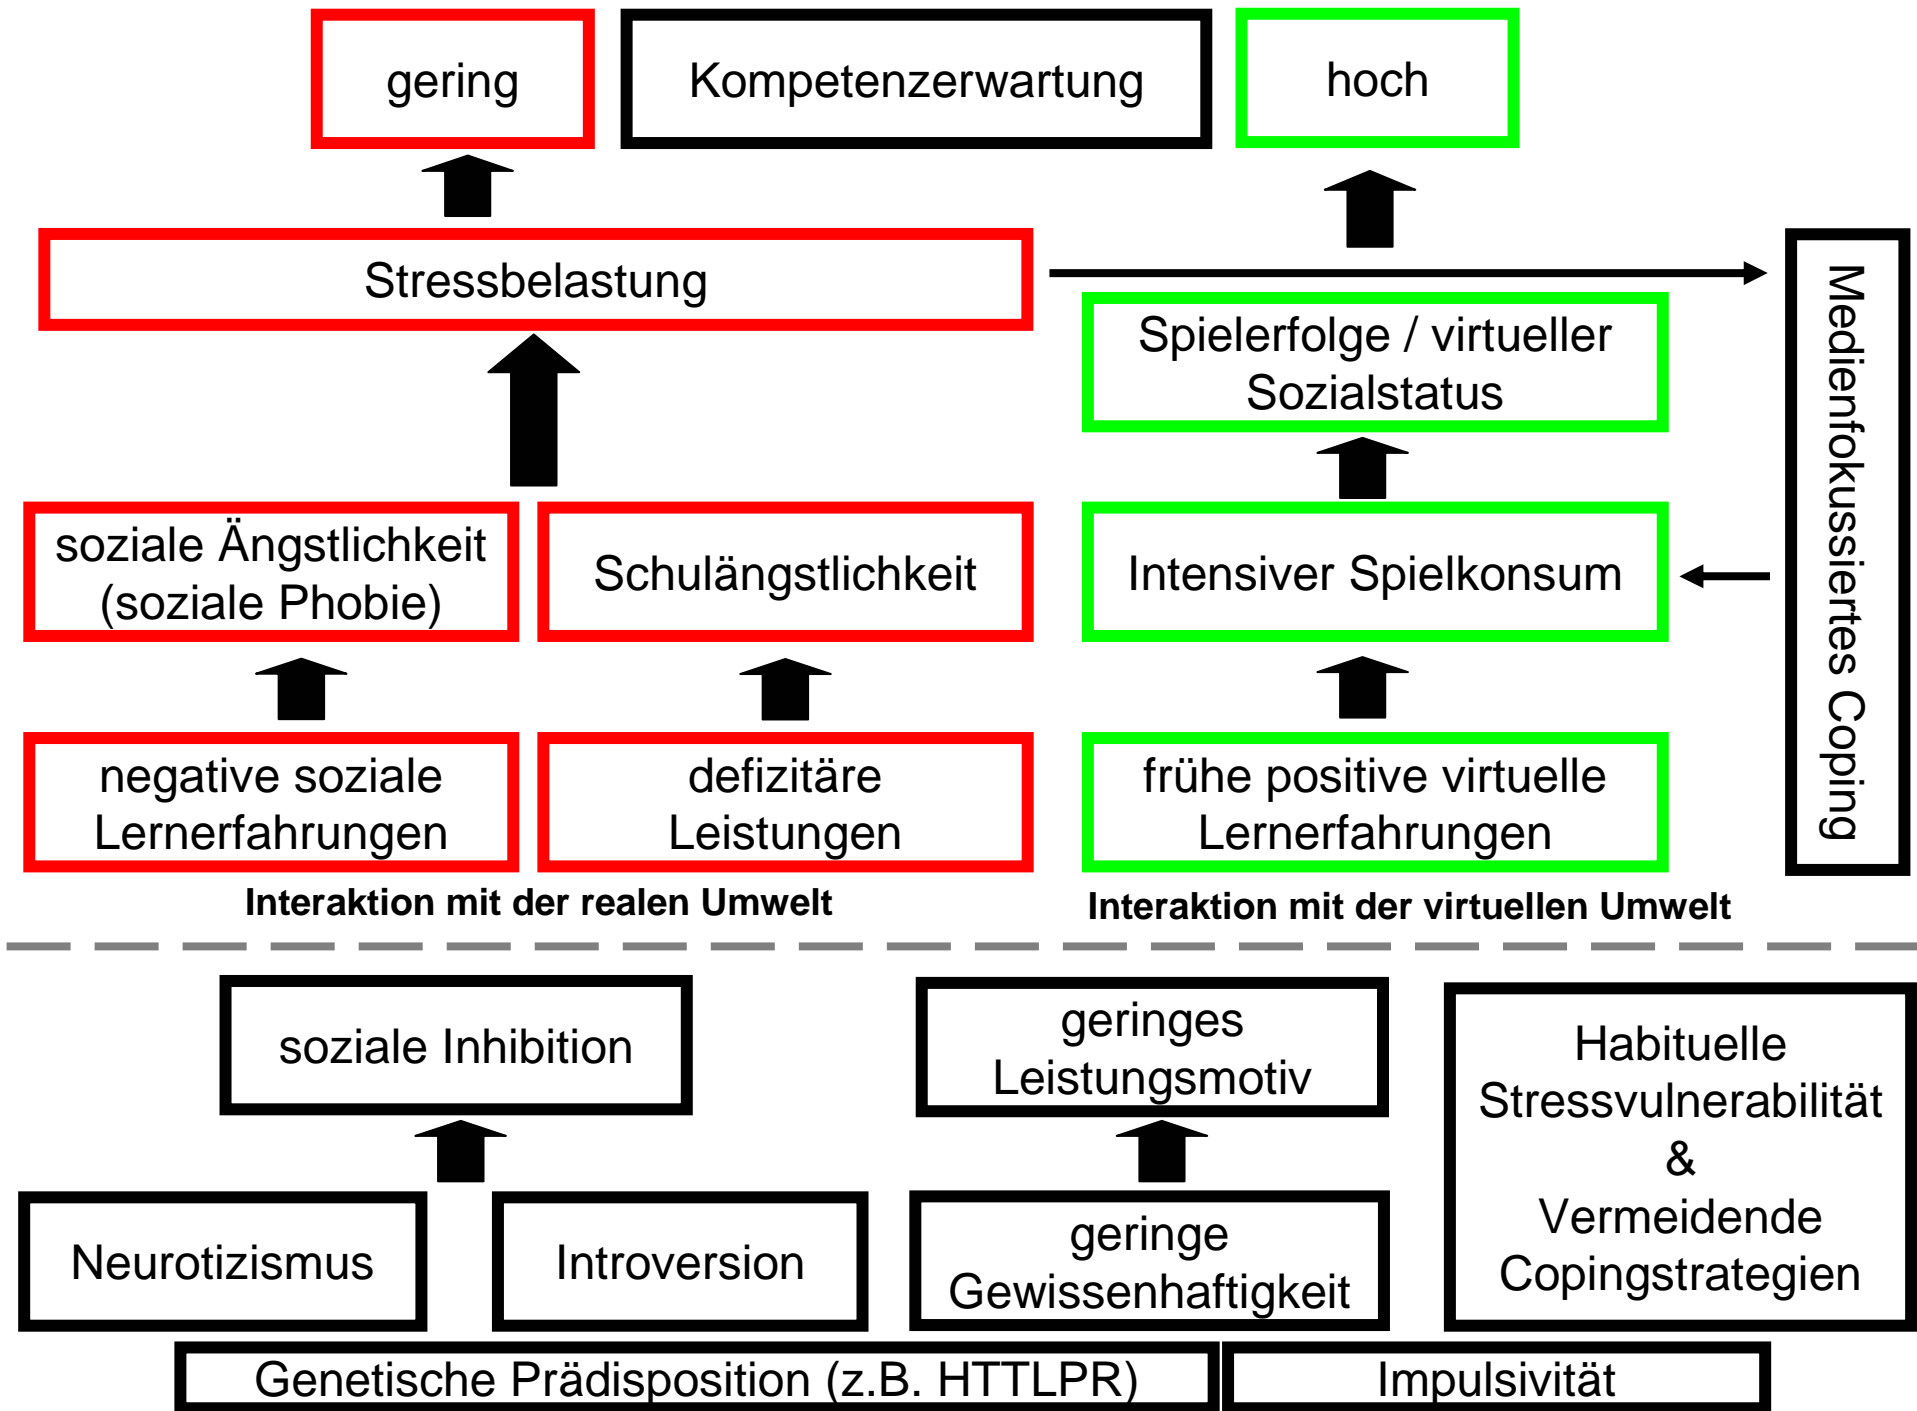 gering
Kompetenzerwartung
hoch
Stressbelastung
Spielerfolge / virtueller
Sozialstatus
Medienfokussiertes Coping
soziale Ängstlichkeit
(soziale Phobie)
Schulängstlichkeit
Intensiver Spielkonsum
negative soziale
Lernerfahrungen
defizitäre
Leistungen
frühe positive virtuelle
Lernerfahrungen
Interaktion mit der realen Umwelt
Interaktion mit der virtuellen Umwelt
soziale Inhibition
geringes
Leistungsmotiv
Habituelle
Stressvulnerabilität
&
Vermeidende
Copingstrategien
Neurotizismus
Introversion
geringe
Gewissenhaftigkeit
Genetische Prädisposition (z.B. HTTLPR)
Impulsivität